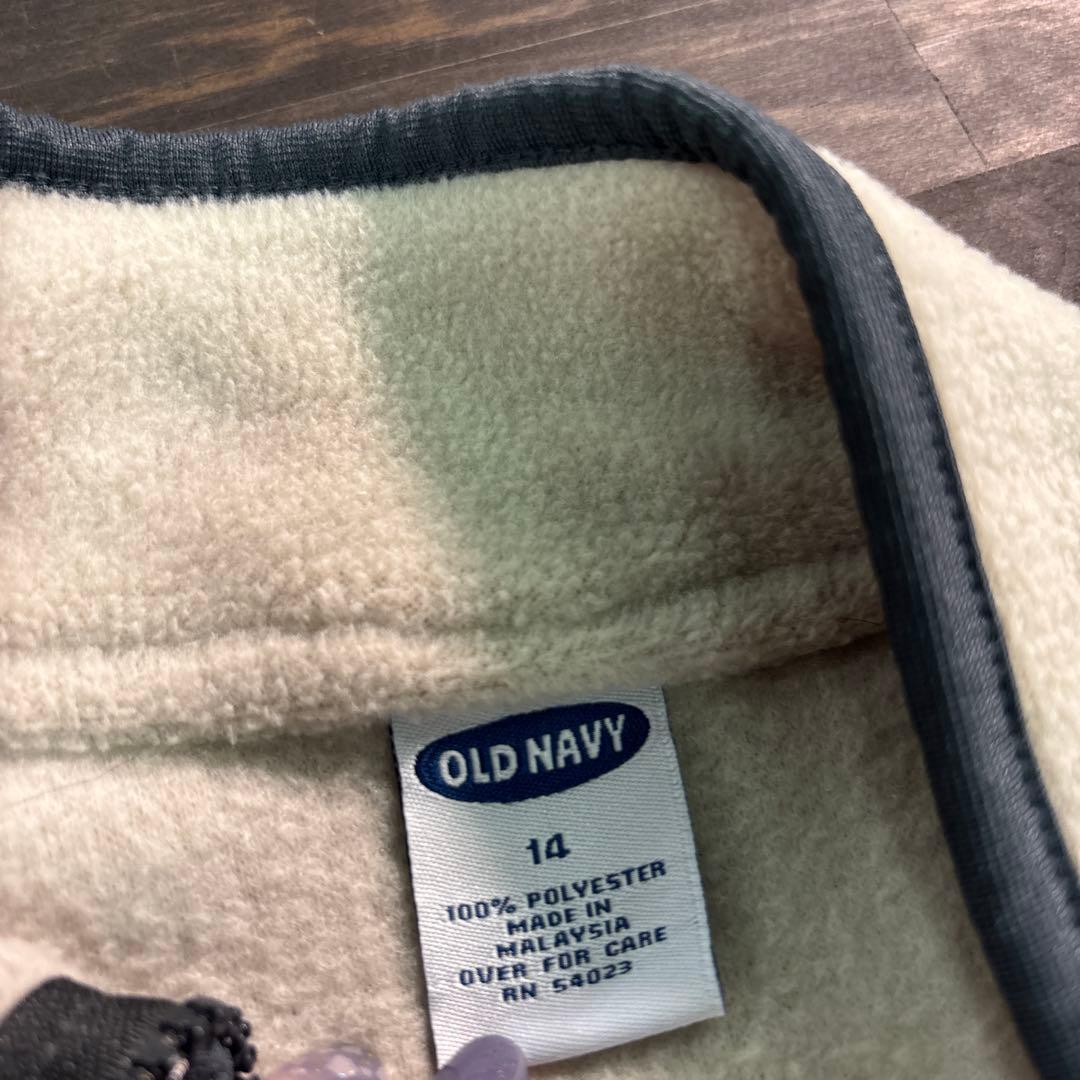 OLD NAVY
14
100% POLYESTER
MADE IN
MALAYSIA
OVER FOR CARE
RN 54023